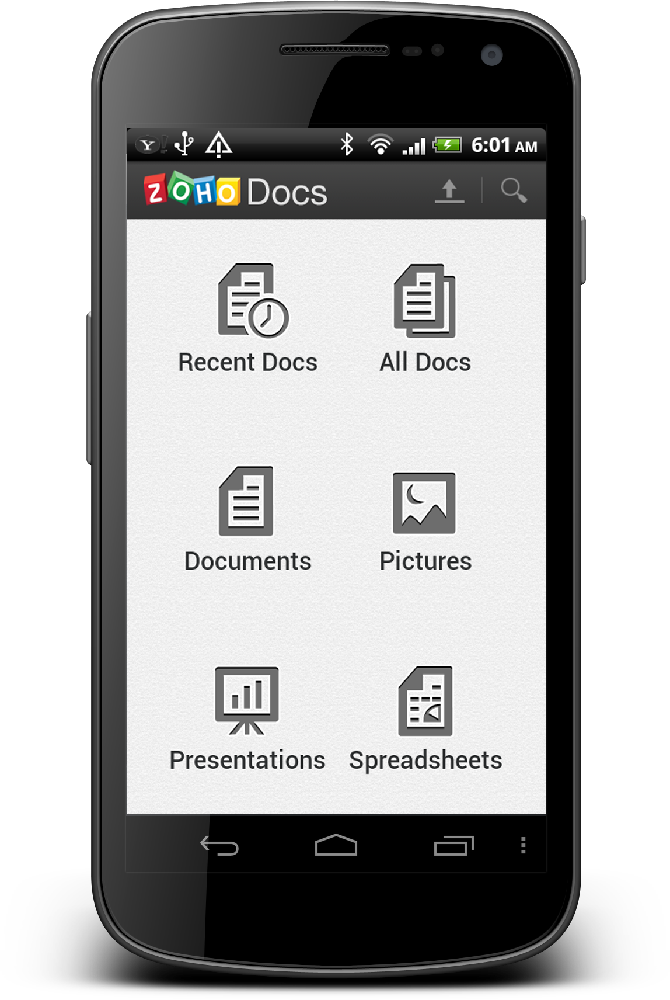 Y! 6:01 AM
ZOHO Docs
Recent Docs All Docs
Documents Pictures
Presentations Spreadsheets